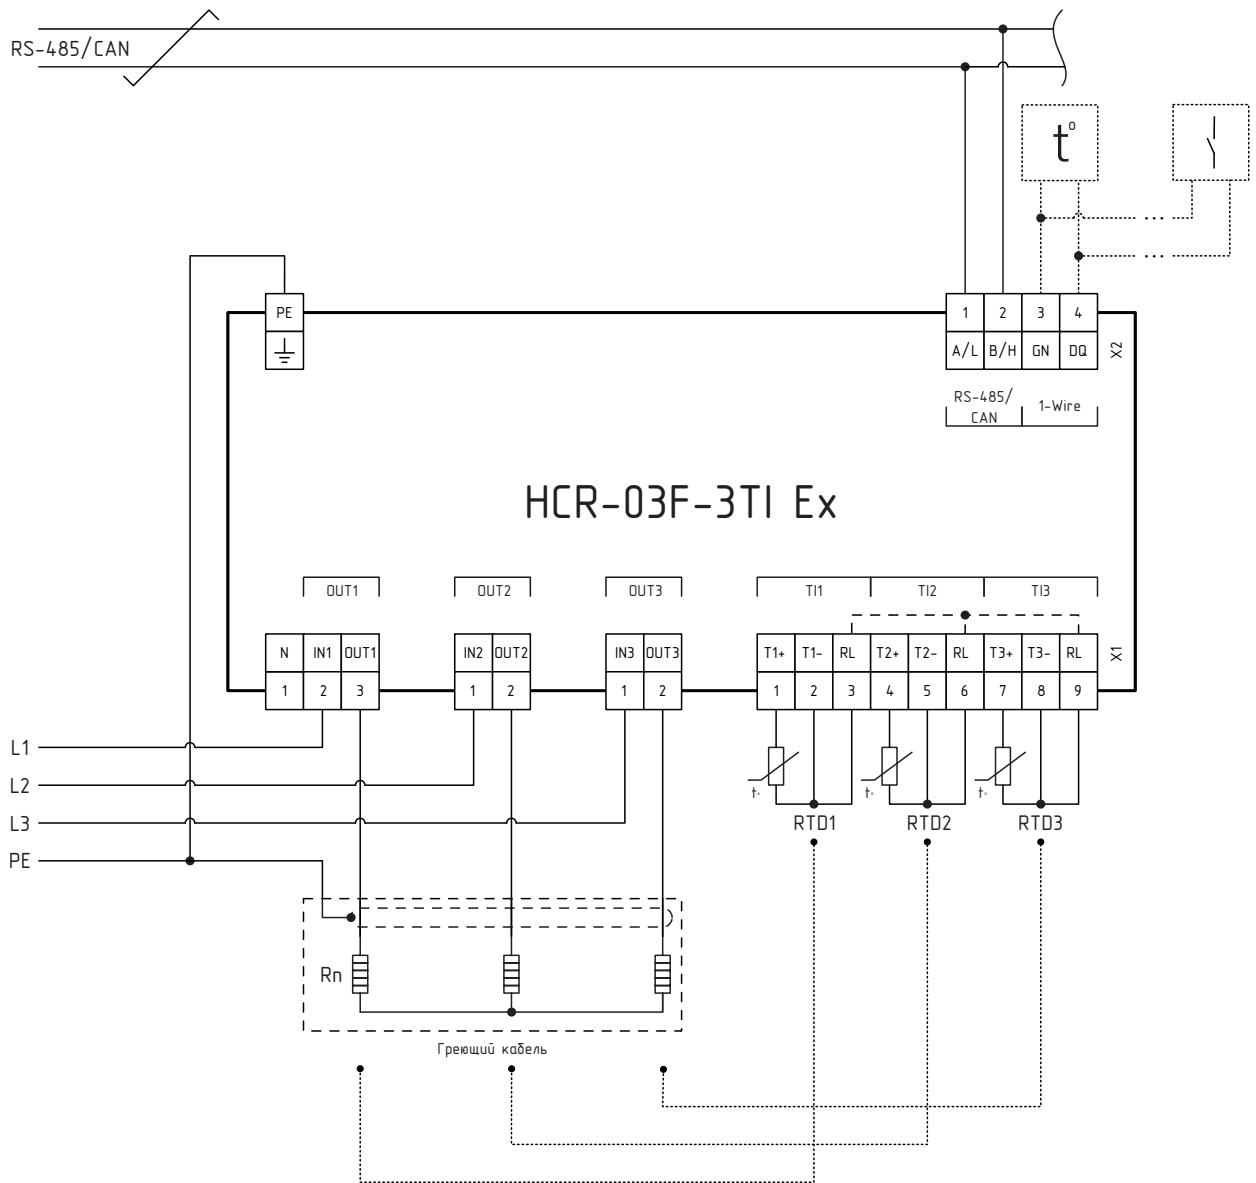 RS-485/CAN
t°
PE
1 2 3 4
A/L B/H GN DQ
X2
RS-485/
CAN
1-Wire
HCR-03F-3TI Ex
OUT1 OUT2 OUT3 TI1 TI2 TI3
N IN1 OUT1 IN2 OUT2 IN3 OUT3 T1+ T1- RL T2+ T2- RL T3+ T3- RL
X1
1 2 3 1 2 1 2 1 2 3 4 5 6 7 8 9
L1
L2
t° t° t°
L3
RTD1 RTD2 RTD3
PE
Rn
Греющий кабель